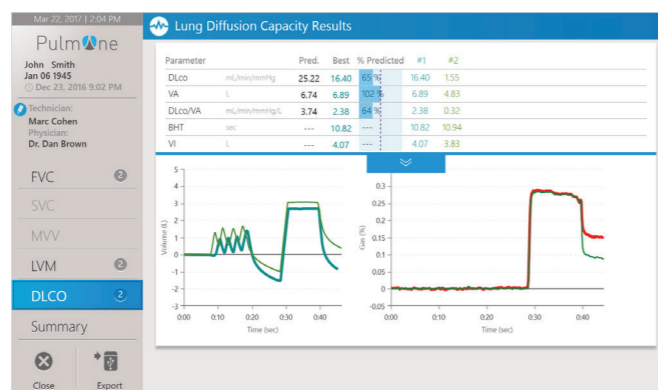 Mar 22, 2017 | 2:04 PM
PulmOne
John Smith
Jan 06 1945
Dec 23, 2016 9:02 PM
Technician:
Marc Cohen
Physician:
Dr. Dan Brown
FVC 2
SVC
MVV
LVM 2
DLCO 2
Summary
Close Export
Lung Diffusion Capacity Results
Parameter Pred. Best % Predicted #1 #2
DLco mL/min/mmHg 25.22 16.40 65 % 16.40 1.55
VA L 6.74 6.89 102 % 6.89 4.83
DLco/VA mL/min/mmHg/L 3.74 2.38 64 % 2.38 0.32
BHT sec --- 10.82 --- 10.82 10.94
VI L --- 4.07 --- 4.07 3.83
Volume (L)
5
4
3
2
1
0
-1
-2
-3
0:00 0:10 0:20 0:30 0:40
Time (sec)
Gas (%)
0.3
0.25
0.2
0.15
0.1
0.05
0
-0.05
0:00 0:10 0:20 0:30 0:40
Time (sec)